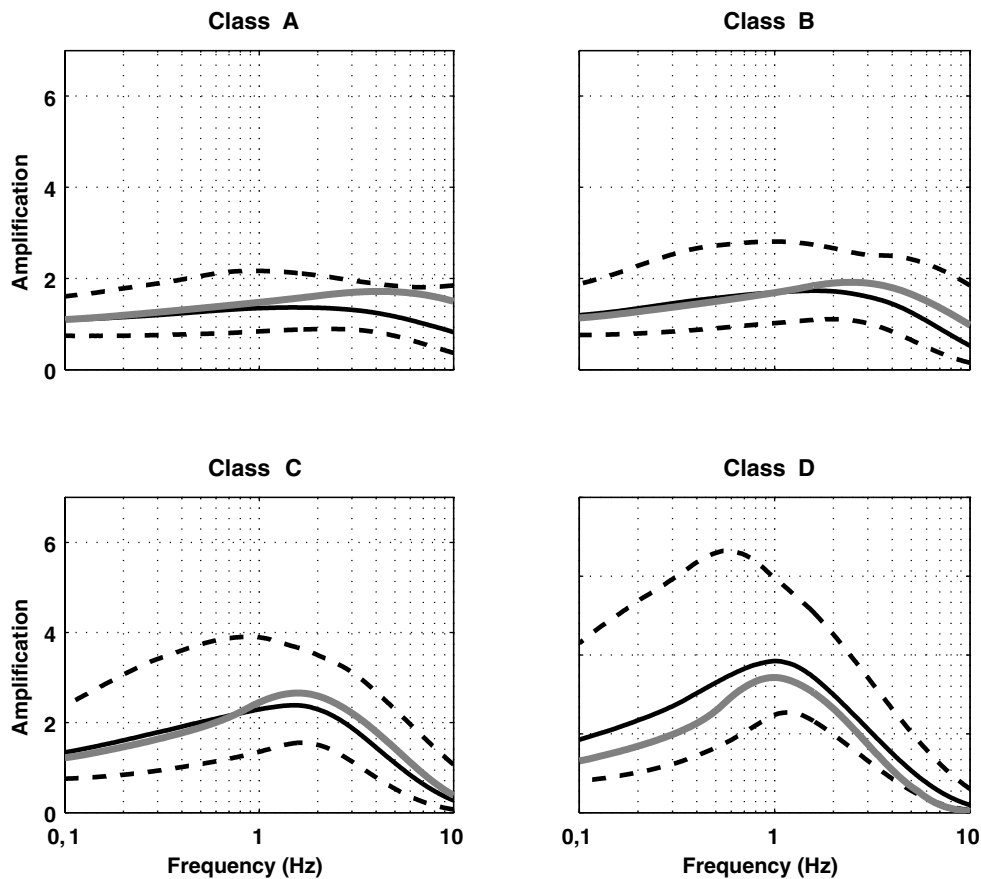 Class A
Class B
Amplification
6
4
2
0
Class C
Class D
Amplification
6
4
2
0
0,1
1
10
0,1
1
10
Frequency (Hz)
Frequency (Hz)